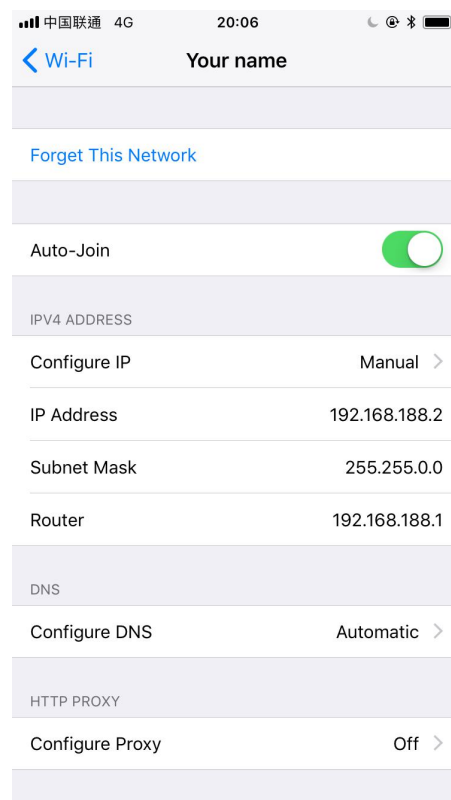 中国联通 4G 20:06
Wi-Fi Your name
Forget This Network
Auto-Join
IPV4 ADDRESS
Configure IP Manual
IP Address 192.168.188.2
Subnet Mask 255.255.0.0
Router 192.168.188.1
DNS
Configure DNS Automatic
HTTP PROXY
Configure Proxy Off